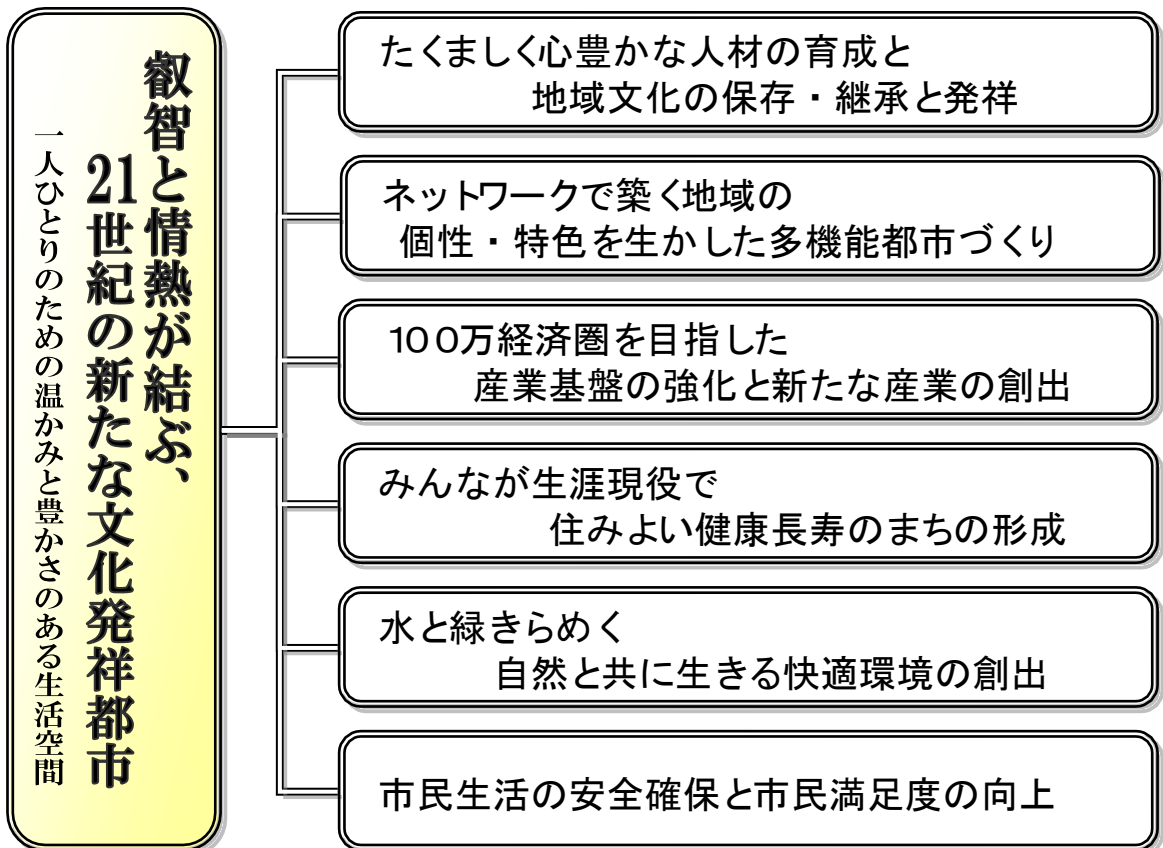 叡智と情熱が結ぶ、
21世紀の新たな文化発祥都市
一人ひとりのための温かみと豊かさのある生活空間
たくましく心豊かな人材の育成と
地域文化の保存・継承と発祥
ネットワークで築く地域の
個性・特色を生かした多機能都市づくり
100万経済圏を目指した
産業基盤の強化と新たな産業の創出
みんなが生涯現役で
住みよい健康長寿のまちの形成
水と緑きらめく
自然と共に生きる快適環境の創出
市民生活の安全確保と市民満足度の向上